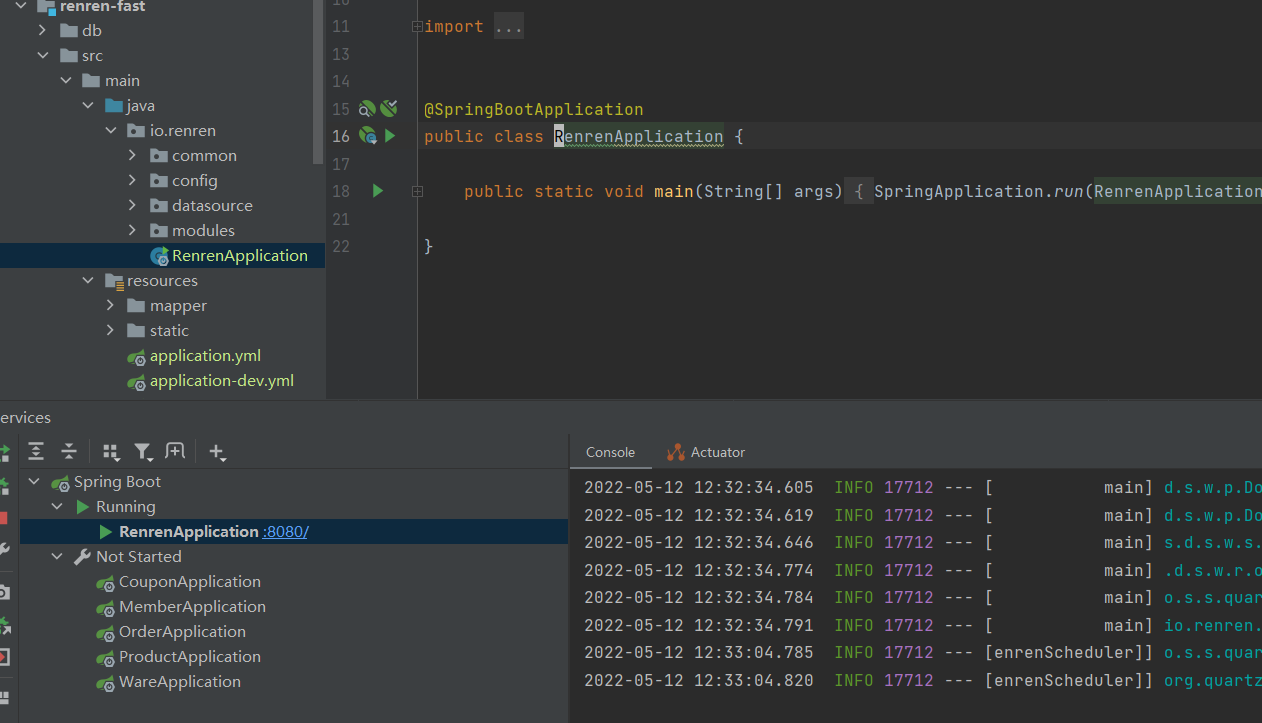 renren-fast
db
src
main
java
io.renren
common
config
datasource
modules
RenrenApplication
resources
mapper
static
application.yml
application-dev.yml
10
11 import ...
13
14
15 @SpringBootApplication
16 public class RenrenApplication {
17
18 public static void main(String[] args) { SpringApplication.run(RenrenApplication
21
22 }
ervices
Spring Boot
Running
RenrenApplication :8080/
Not Started
CouponApplication
MemberApplication
OrderApplication
ProductApplication
WareApplication
Console Actuator
2022-05-12 12:32:34.605 INFO 17712 --- [ main] d.s.w.p.Do
2022-05-12 12:32:34.619 INFO 17712 --- [ main] d.s.w.p.Do
2022-05-12 12:32:34.646 INFO 17712 --- [ main] s.d.s.w.s.
2022-05-12 12:32:34.774 INFO 17712 --- [ main] .d.s.w.r.o
2022-05-12 12:32:34.784 INFO 17712 --- [ main] o.s.s.quar
2022-05-12 12:32:34.791 INFO 17712 --- [ main] io.renren.
2022-05-12 12:33:04.785 INFO 17712 --- [enrenScheduler]] o.s.s.quar
2022-05-12 12:33:04.820 INFO 17712 --- [enrenScheduler]] org.quartz